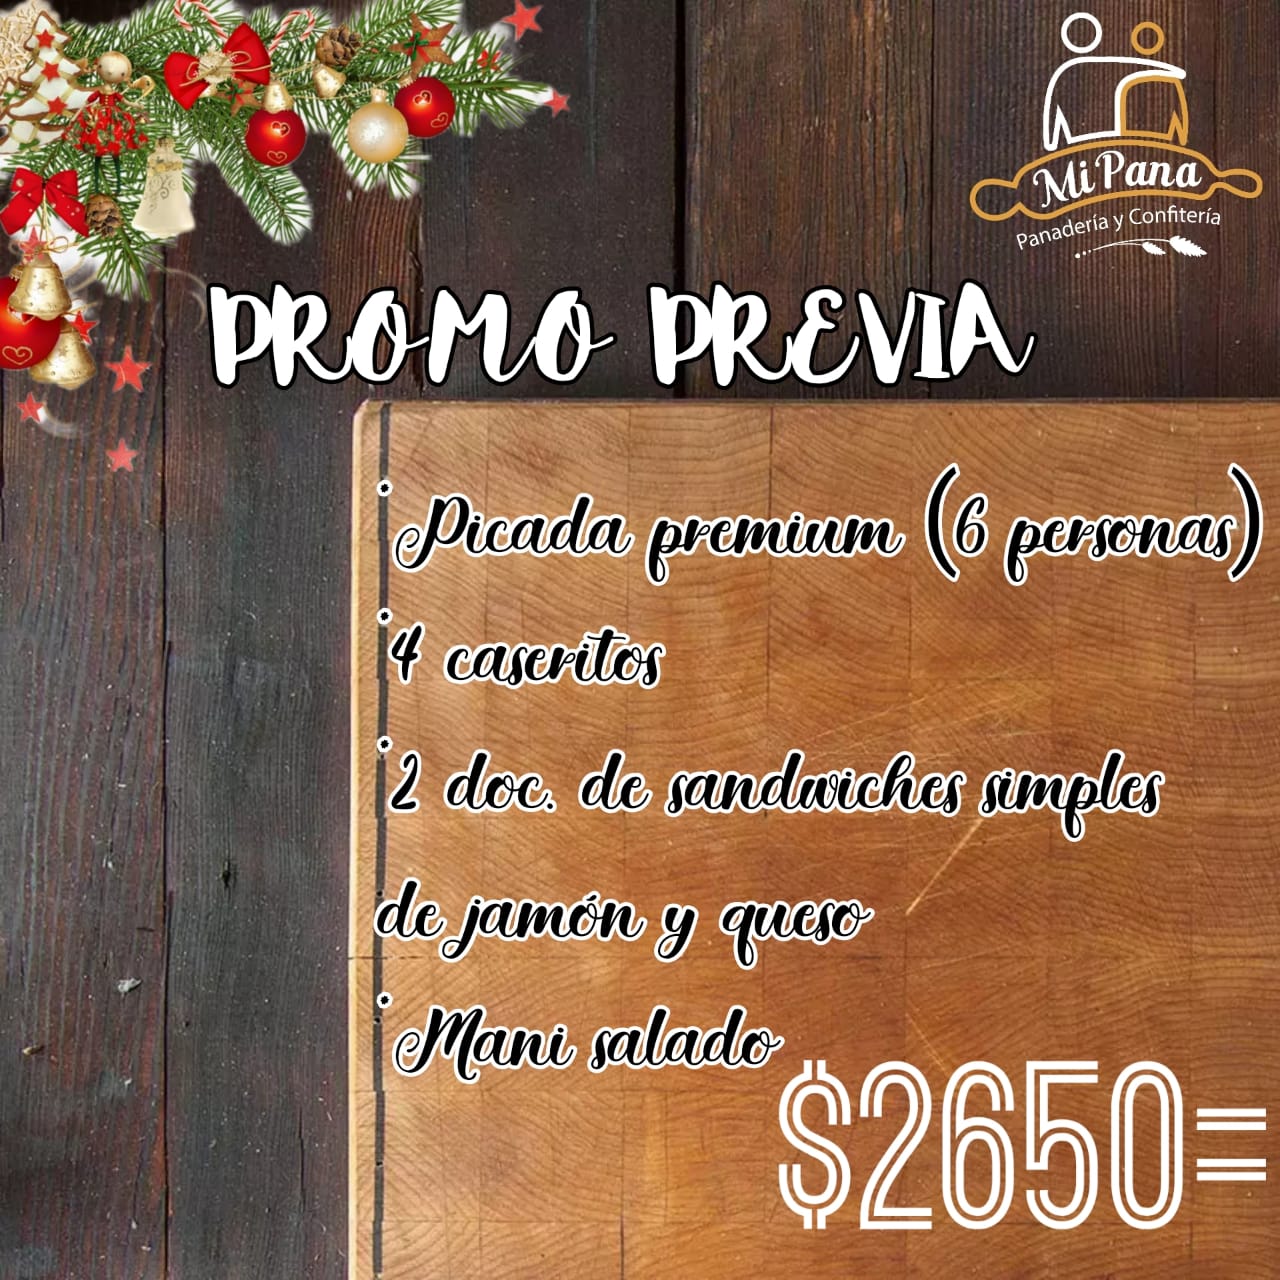 Mi Pana
Panadería y Confitería
PROMO PREVIA
*Picada premium (6 personas)
*4 caseritos
*2 doc. de sandwiches simples
de jamón y queso
*Mani salado
$2650=